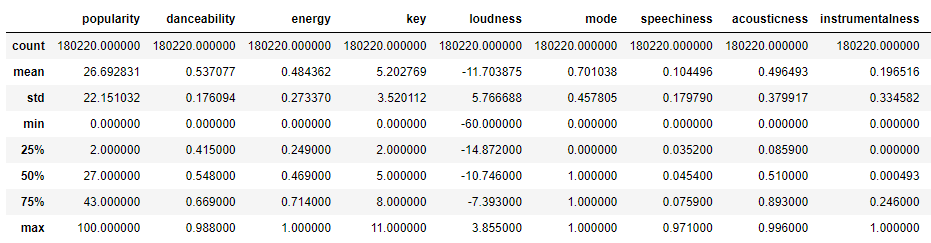 popularity danceability energy key loudness mode speechiness acousticness instrumentalness
count 180220.000000 180220.000000 180220.000000 180220.000000 180220.000000 180220.000000 180220.000000 180220.000000 180220.000000
mean 26.692831 0.537077 0.484362 5.202769 -11.703875 0.701038 0.104496 0.496493 0.196516
std 22.151032 0.176094 0.273370 3.520112 5.766688 0.457805 0.179790 0.379917 0.334582
min 0.000000 0.000000 0.000000 0.000000 -60.000000 0.000000 0.000000 0.000000 0.000000
25% 2.000000 0.415000 0.249000 2.000000 -14.872000 0.000000 0.035200 0.085900 0.000000
50% 27.000000 0.548000 0.469000 5.000000 -10.746000 1.000000 0.045400 0.510000 0.000493
75% 43.000000 0.669000 0.714000 8.000000 -7.393000 1.000000 0.075900 0.893000 0.246000
max 100.000000 0.988000 1.000000 11.000000 3.855000 1.000000 0.971000 0.996000 1.000000